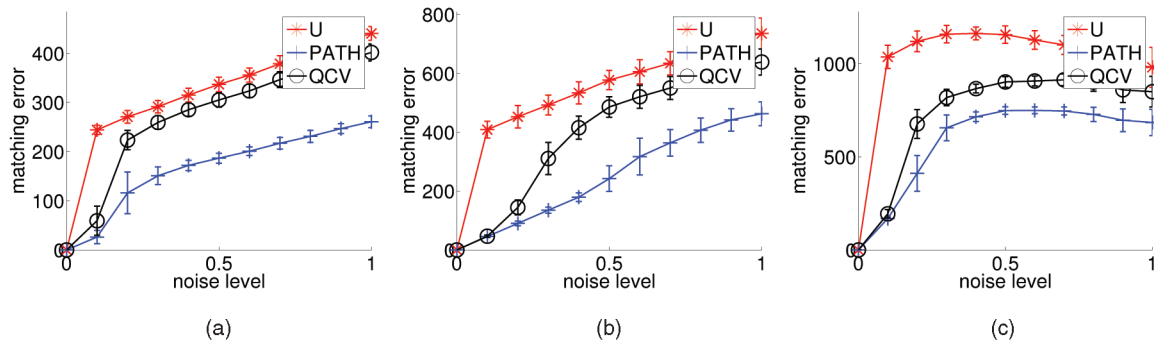 U
PATH
QCV
400
300
200
100
0
0
0.5
1
matching error
noise level
(a)
U
PATH
QCV
800
600
400
200
0
0
0.5
1
matching error
noise level
(b)
U
PATH
QCV
1000
500
0
0
0.5
1
matching error
noise level
(c)